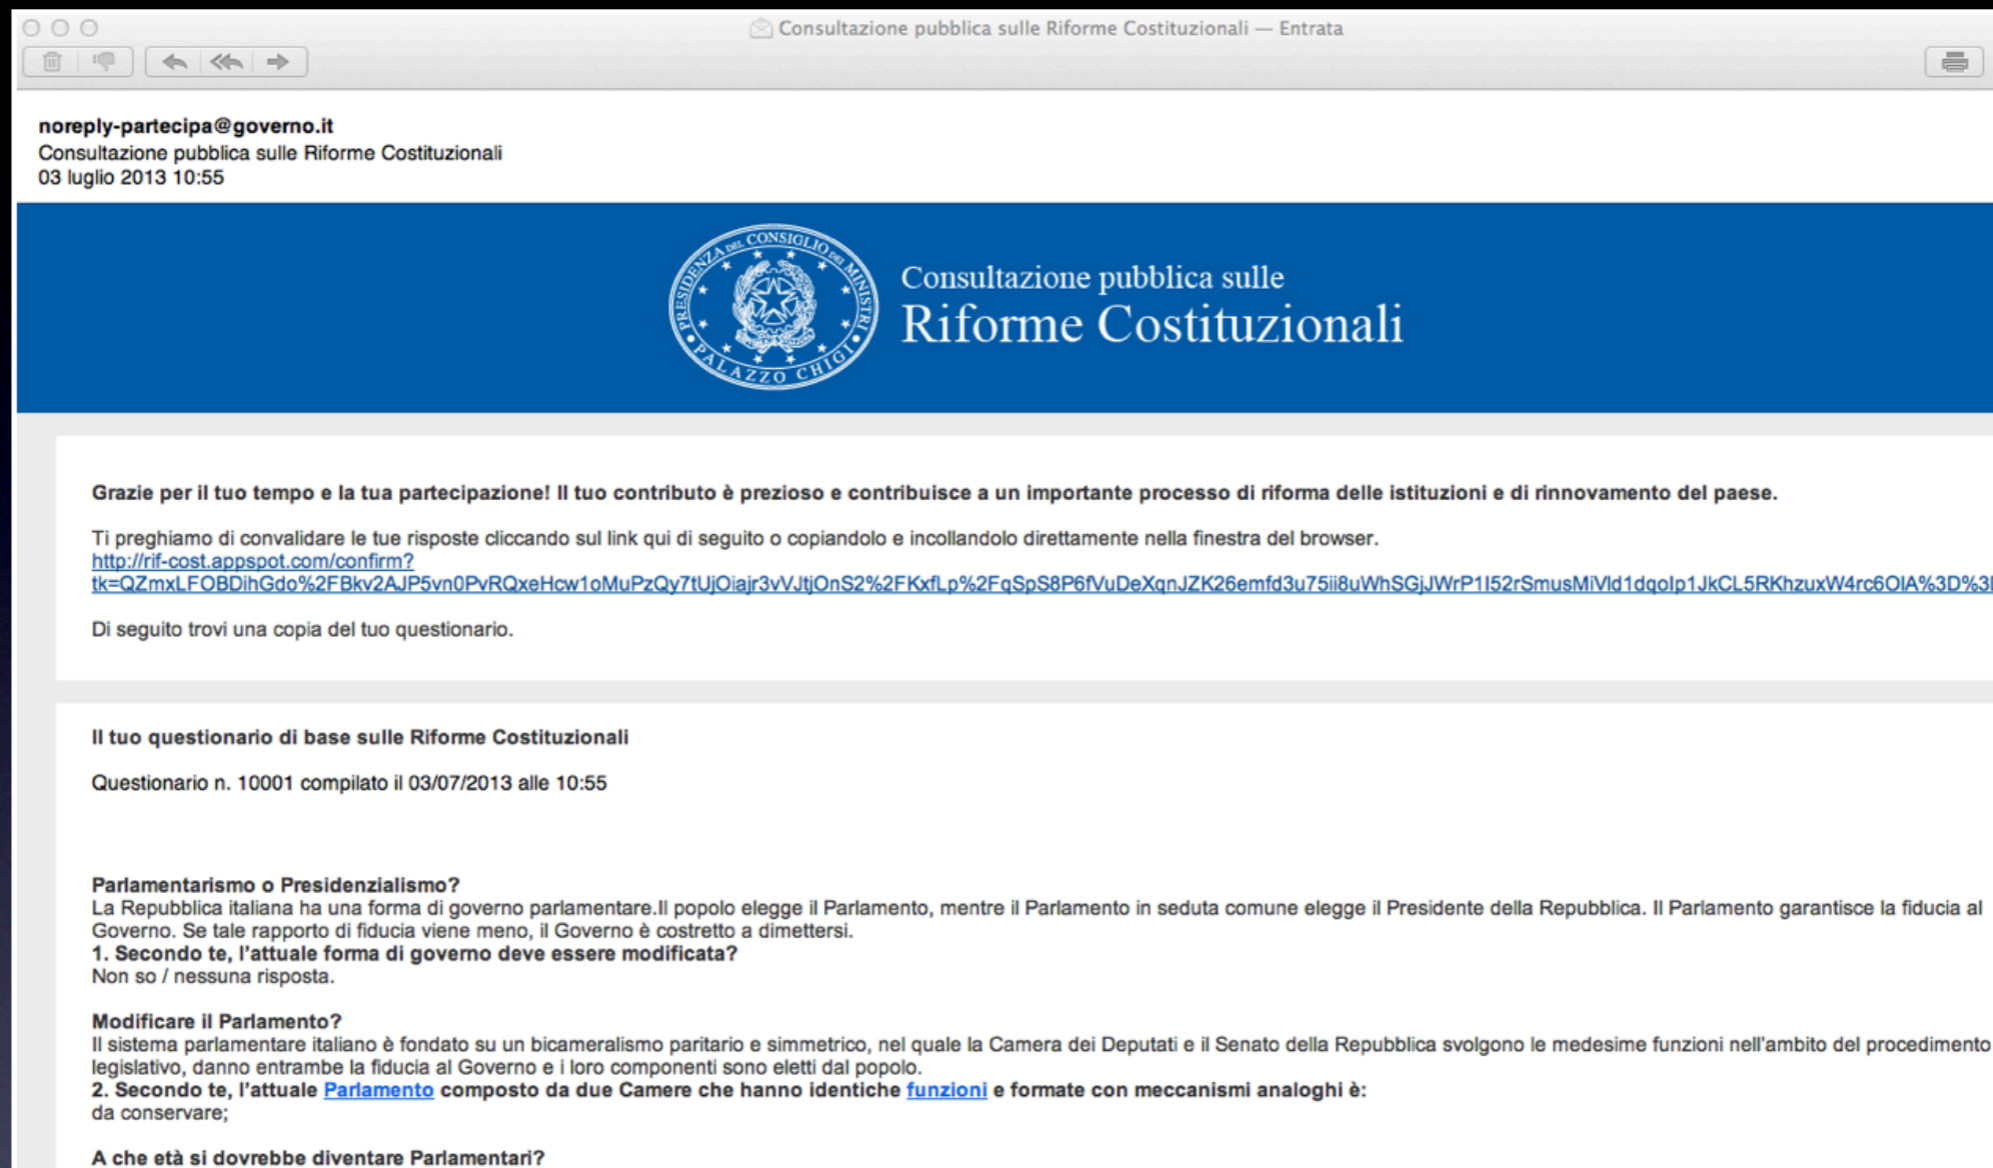 Consultazione pubblica sulle Riforme Costituzionali — Entrata
noreply-partecipa@governo.it
Consultazione pubblica sulle Riforme Costituzionali
03 luglio 2013 10:55
PRESIDENZA DEL CONSIGLIO DEI MINISTRI
PALAZZO CHIGI
Consultazione pubblica sulle
Riforme Costituzionali
Grazie per il tuo tempo e la tua partecipazione! Il tuo contributo è prezioso e contribuisce a un importante processo di riforma delle istituzioni e di rinnovamento del paese.
Ti preghiamo di convalidare le tue risposte cliccando sul link qui di seguito o copiandolo e incollandolo direttamente nella finestra del browser.
http://rif-cost.appspot.com/confirm?
Di seguito trovi una copia del tuo questionario.
Il tuo questionario di base sulle Riforme Costituzionali
Questionario n. 10001 compilato il 03/07/2013 alle 10:55
Parlamentarismo o Presidenzialismo?
La Repubblica italiana ha una forma di governo parlamentare.Il popolo elegge il Parlamento, mentre il Parlamento in seduta comune elegge il Presidente della Repubblica. Il Parlamento garantisce la fiducia al
Governo. Se tale rapporto di fiducia viene meno, il Governo è costretto a dimettersi.
1. Secondo te, l'attuale forma di governo deve essere modificata?
Non so / nessuna risposta.
Modificare il Parlamento?
Il sistema parlamentare italiano è fondato su un bicameralismo paritario e simmetrico, nel quale la Camera dei Deputati e il Senato della Repubblica svolgono le medesime funzioni nell'ambito del procedimento
legislativo, danno entrambe la fiducia al Governo e i loro componenti sono eletti dal popolo.
2. Secondo te, l'attuale Parlamento composto da due Camere che hanno identiche funzioni e formate con meccanismi analoghi è:
da conservare;
A che età si dovrebbe diventare Parlamentari?